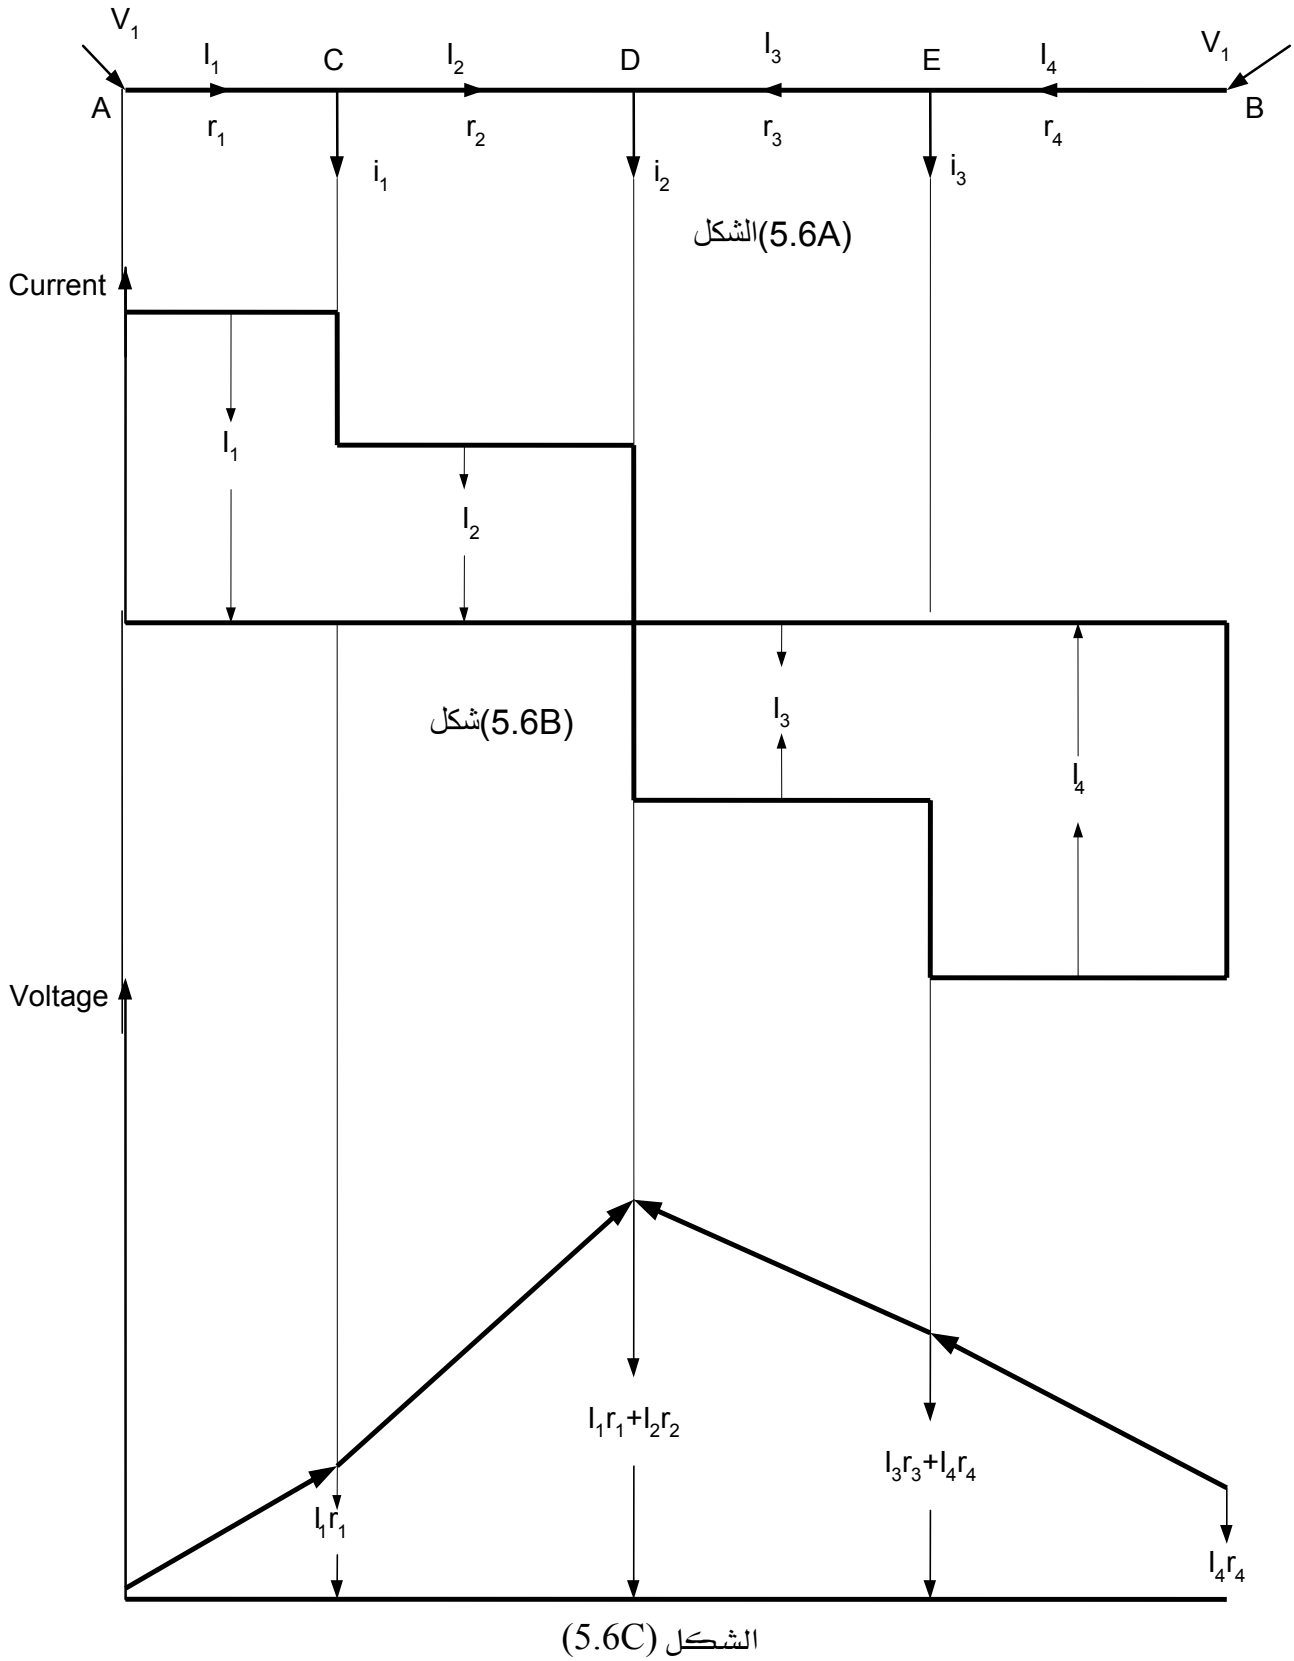 V₁ V₁
I₁ C I₂ D I₃ E I₄
A B
r₁ r₂ r₃ r₄
i₁ i₂ i₃
الشكل(5.6A)
Current
I₁
I₂
I₃
شكل(5.6B)
I₄
Voltage
I₁r₁+I₂r₂
I₃r₃+I₄r₄
I₁r₁
I₄r₄
الشكل (5.6C)